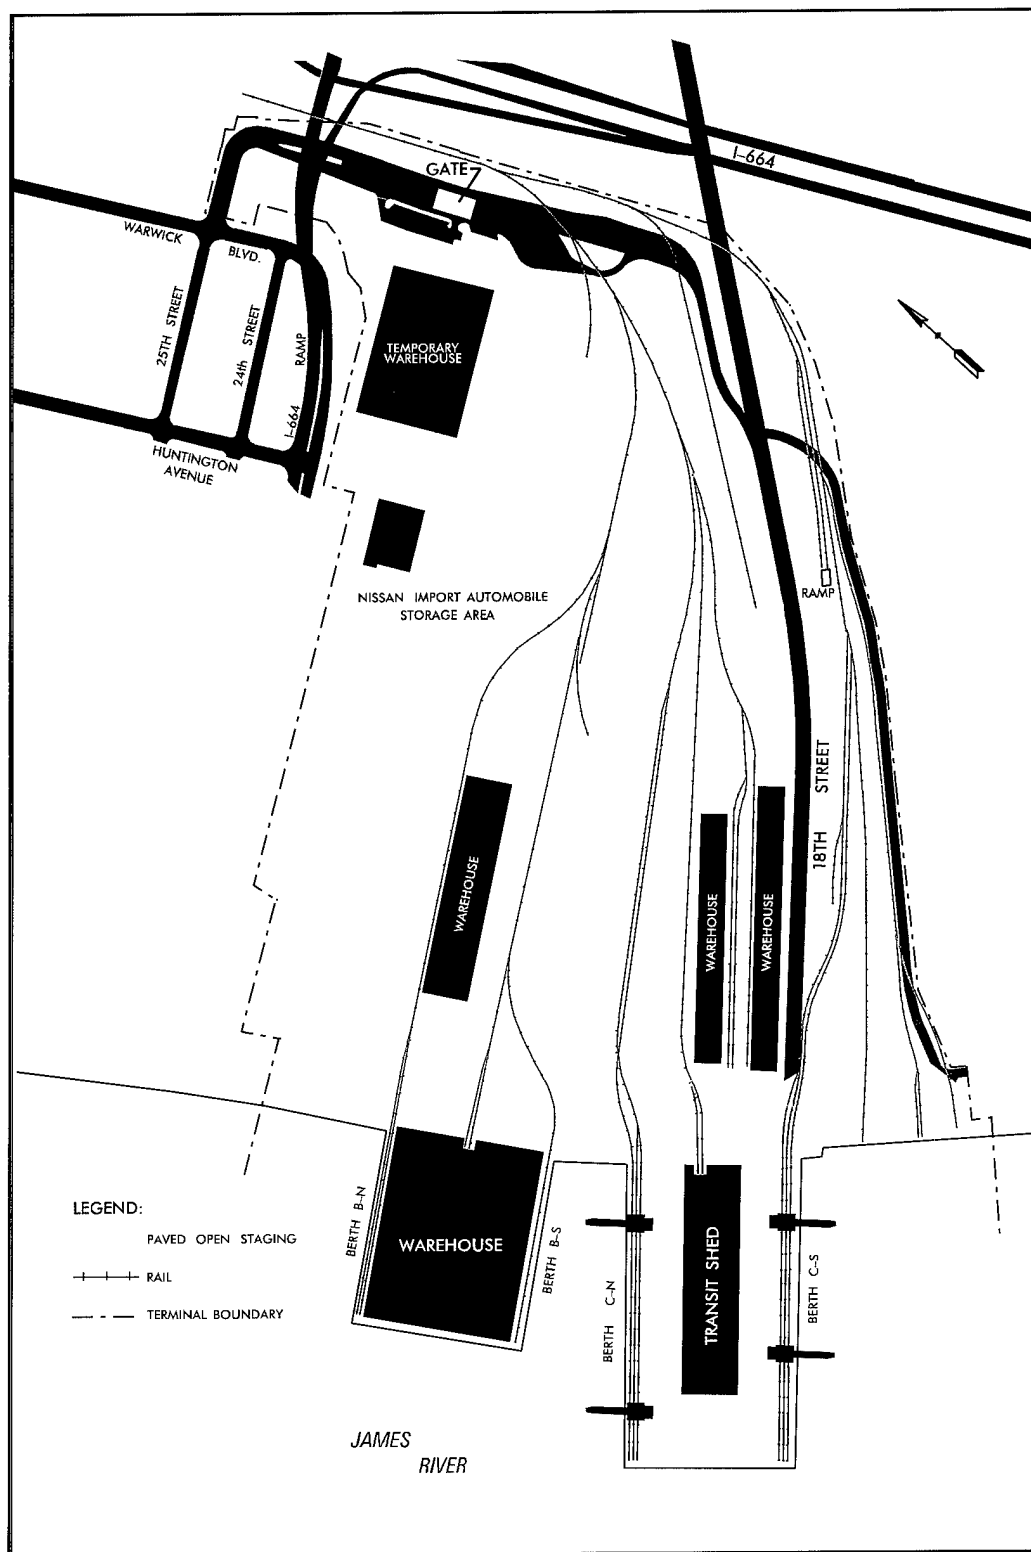 I-664
GATE
WARWICK
BLVD.
25TH STREET
24th STREET
RAMP
I-664
TEMPORARY
WAREHOUSE
HUNTINGTON
AVENUE
NISSAN IMPORT AUTOMOBILE
STORAGE AREA
RAMP
18TH STREET
WAREHOUSE
WAREHOUSE
WAREHOUSE
LEGEND:
PAVED OPEN STAGING
RAIL
TERMINAL BOUNDARY
BERTH B-N
WAREHOUSE
BERTH B-S
BERTH C-N
TRANSIT SHED
BERTH C-S
JAMES
RIVER